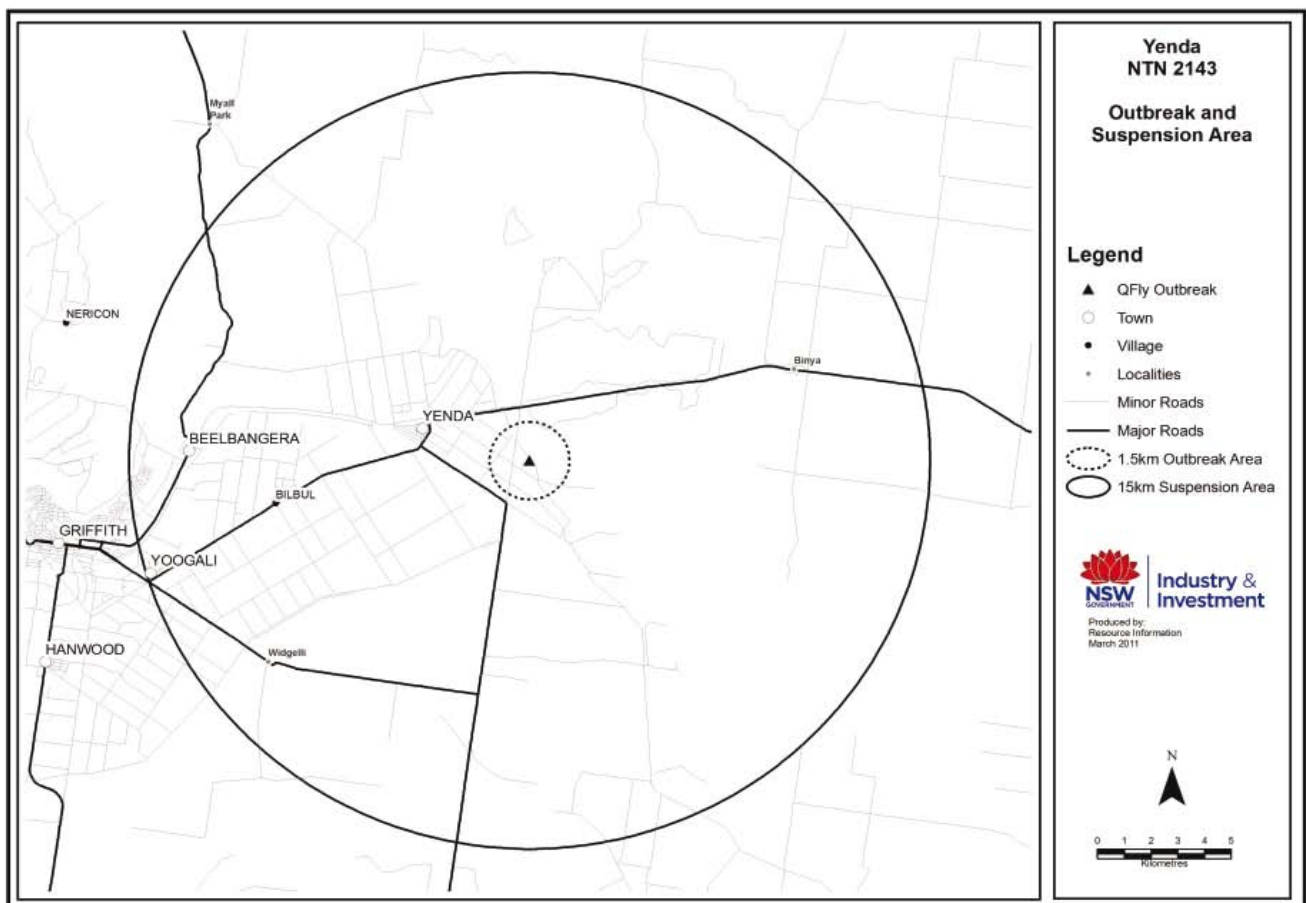 Myall
Park
NERICON
Binya
YENDA
BEELBANGERA
BILBUL
GRIFFITH
YOOGALI
HANWOOD
Widgelli
Yenda
NTN 2143
Outbreak and
Suspension Area
Legend
QFly Outbreak
Town
Village
Localities
Minor Roads
Major Roads
1.5km Outbreak Area
15km Suspension Area
NSW
GOVERNMENT
Industry &
Investment
Produced by:
Resource Information
March 2011
N
0 1 2 3 4 5
Kilometres